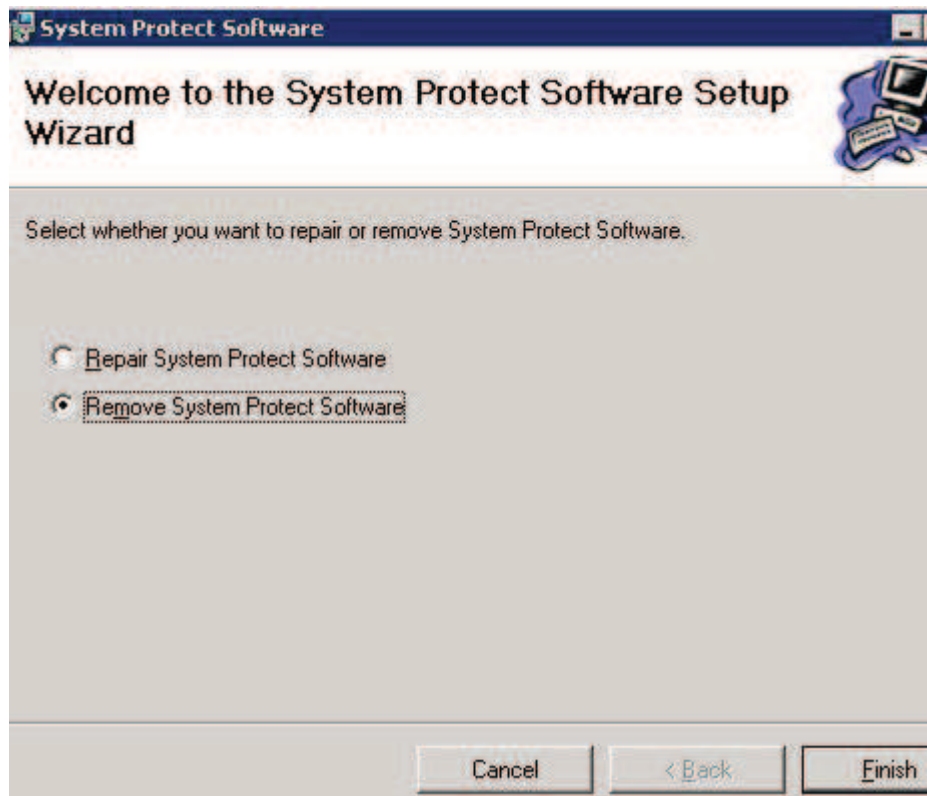 System Protect Software
Welcome to the System Protect Software Setup
Wizard
Select whether you want to repair or remove System Protect Software.
Repair System Protect Software
Remove System Protect Software
Cancel
< Back
Finish